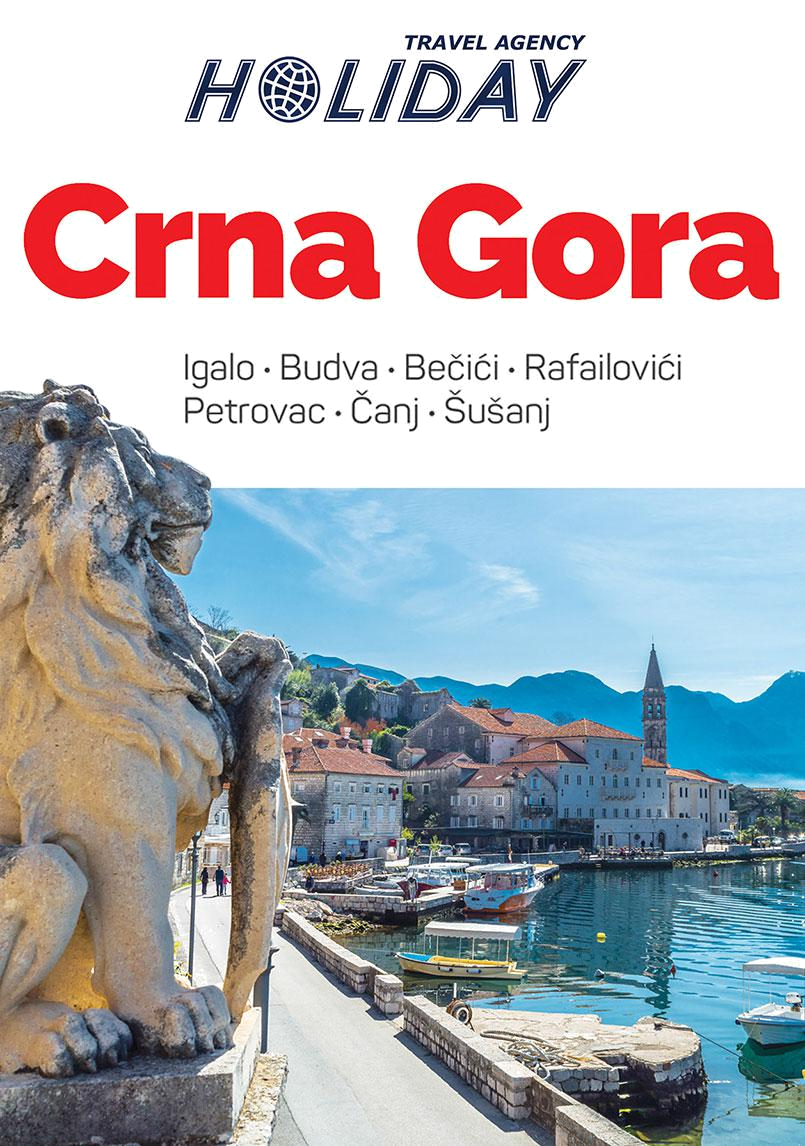 TRAVEL AGENCY
HOLIDAY
Crna Gora
Igalo • Budva • Bečići • Rafailovići
Petrovac • Čanj • Šušanj